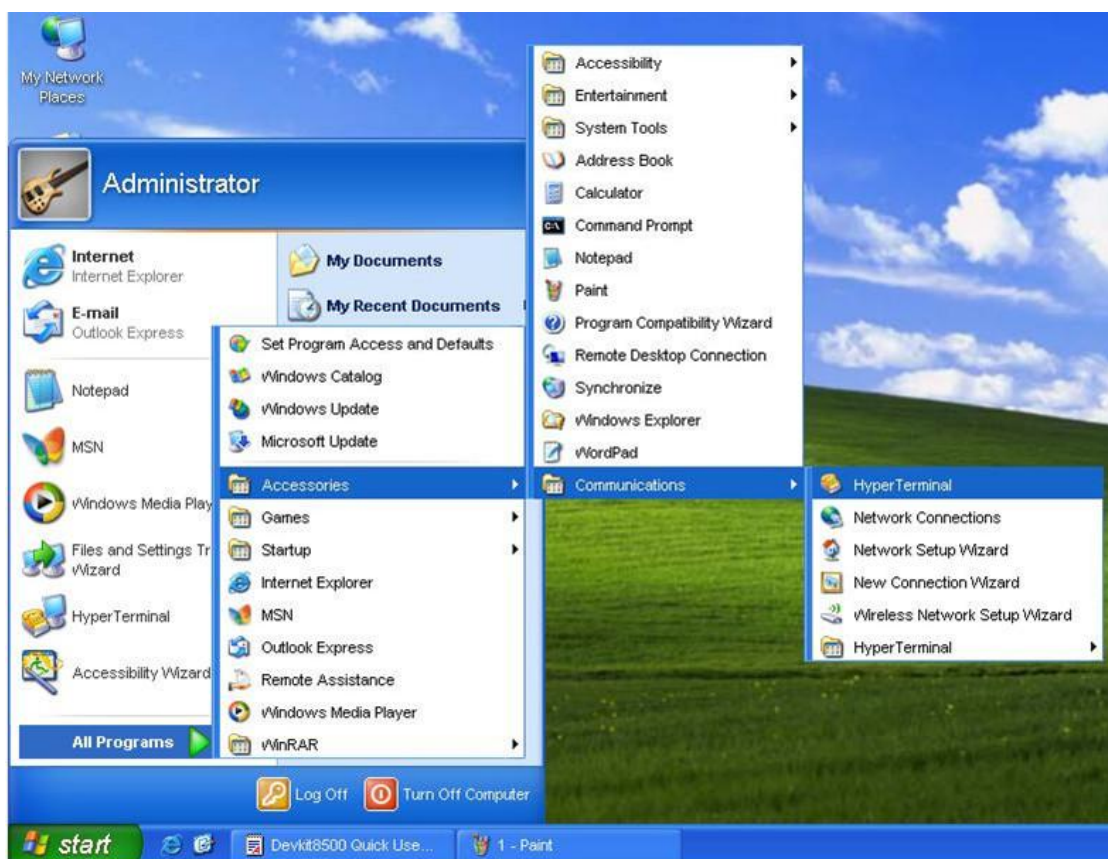 My Network
Places
Administrator
Internet
Internet Explorer
E-mail
Outlook Express
Notepad
MSN
Windows Media Play
Files and Settings Tr
Wizard
HyperTerminal
Accessibility Wizard
All Programs
My Documents
My Recent Documents
Set Program Access and Defaults
Windows Catalog
Windows Update
Microsoft Update
Accessories
Games
Startup
Internet Explorer
MSN
Outlook Express
Remote Assistance
Windows Media Player
WinRAR
Accessibility
Entertainment
System Tools
Address Book
Calculator
C:\
Command Prompt
Notepad
Paint
Program Compatibility Wizard
Remote Desktop Connection
Synchronize
Windows Explorer
WordPad
Communications
HyperTerminal
Network Connections
Network Setup Wizard
New Connection Wizard
Wireless Network Setup Wizard
HyperTerminal
Log Off
Turn Off Computer
start
Devkit8500 Quick Use...
1 - Paint